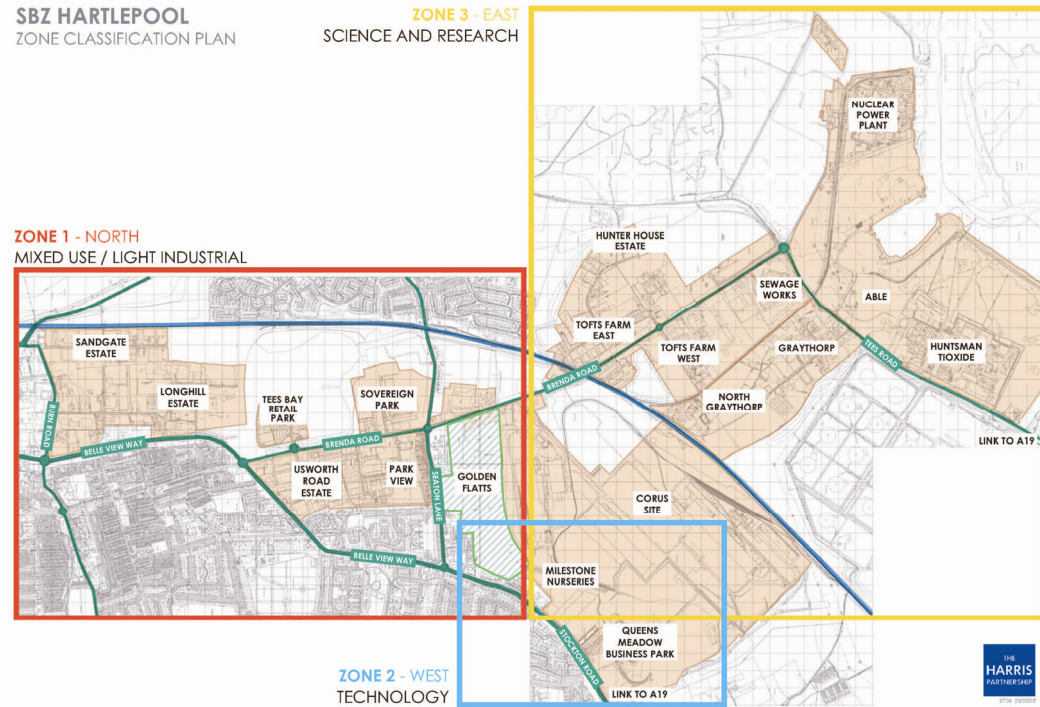 SBZ HARTLEPOOL
ZONE CLASSIFICATION PLAN
ZONE 3 - EAST
SCIENCE AND RESEARCH
NUCLEAR
POWER
PLANT
HUNTER HOUSE
ESTATE
SEWAGE
WORKS
ABLE
TOFTS FARM
EAST
TOFTS FARM
WEST
GRAYTHORP
HUNTSMAN
TIOXIDE
TEES ROAD
BRENDA ROAD
NORTH
GRAYTHORP
LINK TO A19
ZONE 1 - NORTH
MIXED USE / LIGHT INDUSTRIAL
SANDGATE
ESTATE
LONGHILL
ESTATE
TEES BAY
RETAIL
PARK
SOVEREIGN
PARK
BURN ROAD
BELLE VIEW WAY
BRENDA ROAD
USWORTH
ROAD
ESTATE
PARK
VIEW
SEATON LAVE
GOLDEN
FLATTS
BELLE VIEW WAY
CORUS
SITE
MILESTONE
NURSERIES
QUEENS
MEADOW
BUSINESS PARK
STOCKTON ROAD
LINK TO A19
ZONE 2 - WEST
TECHNOLOGY
THE
HARRIS
PARTNERSHIP